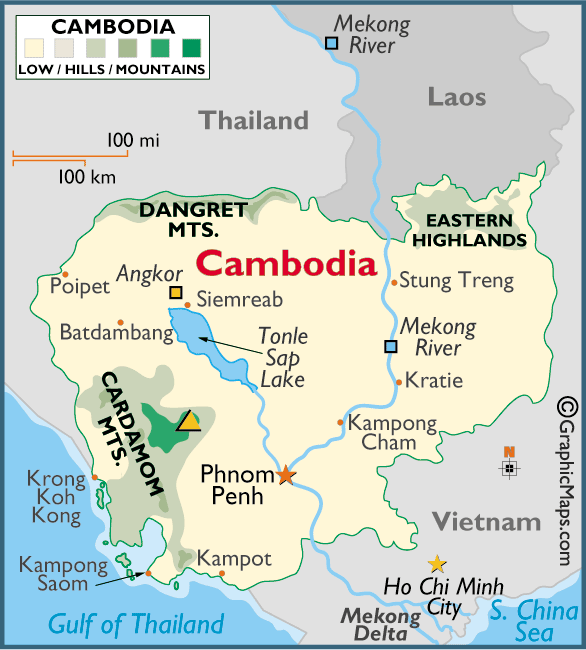 CAMBODIA
LOW / HILLS / MOUNTAINS
Mekong
River
Laos
Thailand
100 mi
100 km
DANGRET
MTS.
EASTERN
HIGHLANDS
Cambodia
Angkor
Poipet
Siemreab
Stung Treng
Batdambang
Tonle
Sap
Lake
Mekong
River
Kratie
CARDAMOM
MTS.
Kampong
Cham
©GraphicMaps.com
N
Phnom
Penh
Krong
Koh
Kong
Vietnam
Kampong
Saom
Kampot
Ho Chi Minh
City
Gulf of Thailand
Mekong
Delta
S. China
Sea